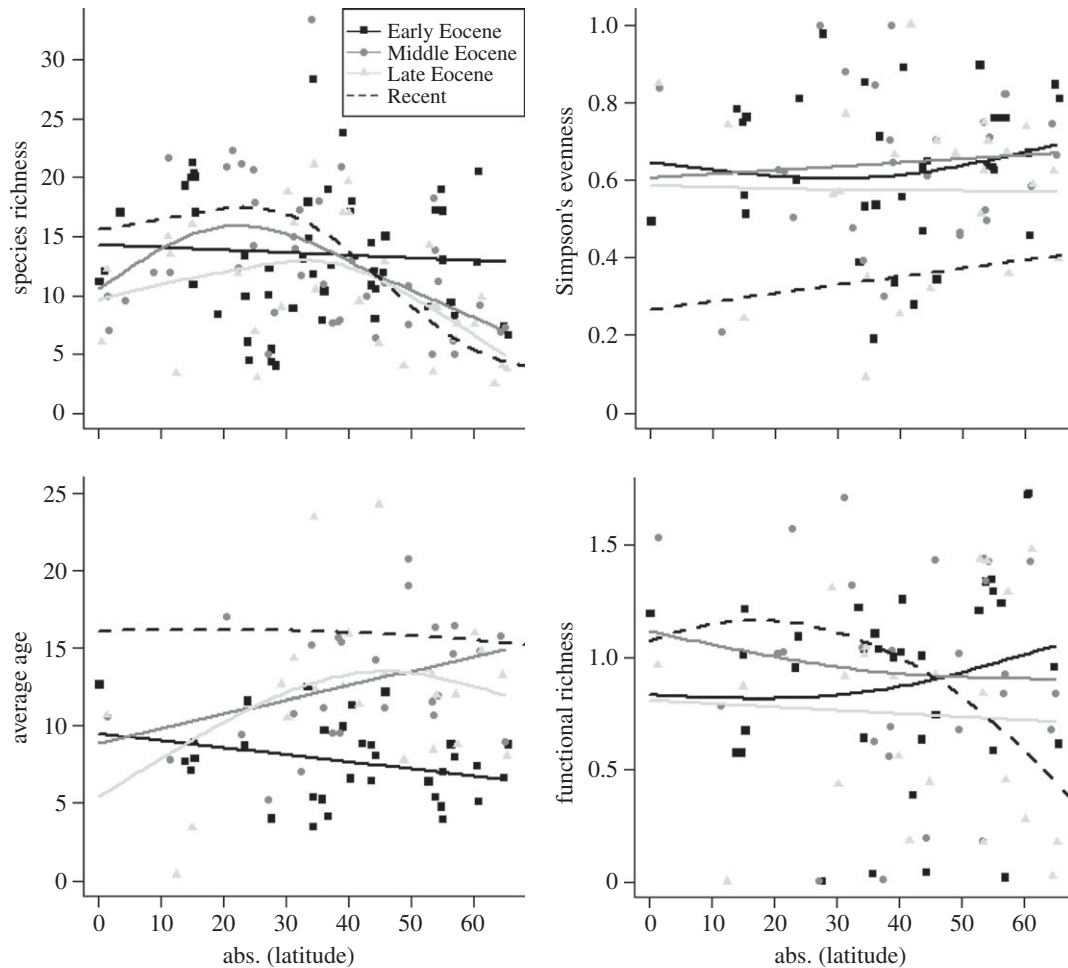 species richness
30
25
20
15
10
5
0
Early Eocene
Middle Eocene
Late Eocene
Recent
Simpson's evenness
1.0
0.8
0.6
0.4
0.2
0
average age
25
20
15
10
5
0
0 10 20 30 40 50 60
abs. (latitude)
functional richness
1.5
1.0
0.5
0
0 10 20 30 40 50 60
abs. (latitude)